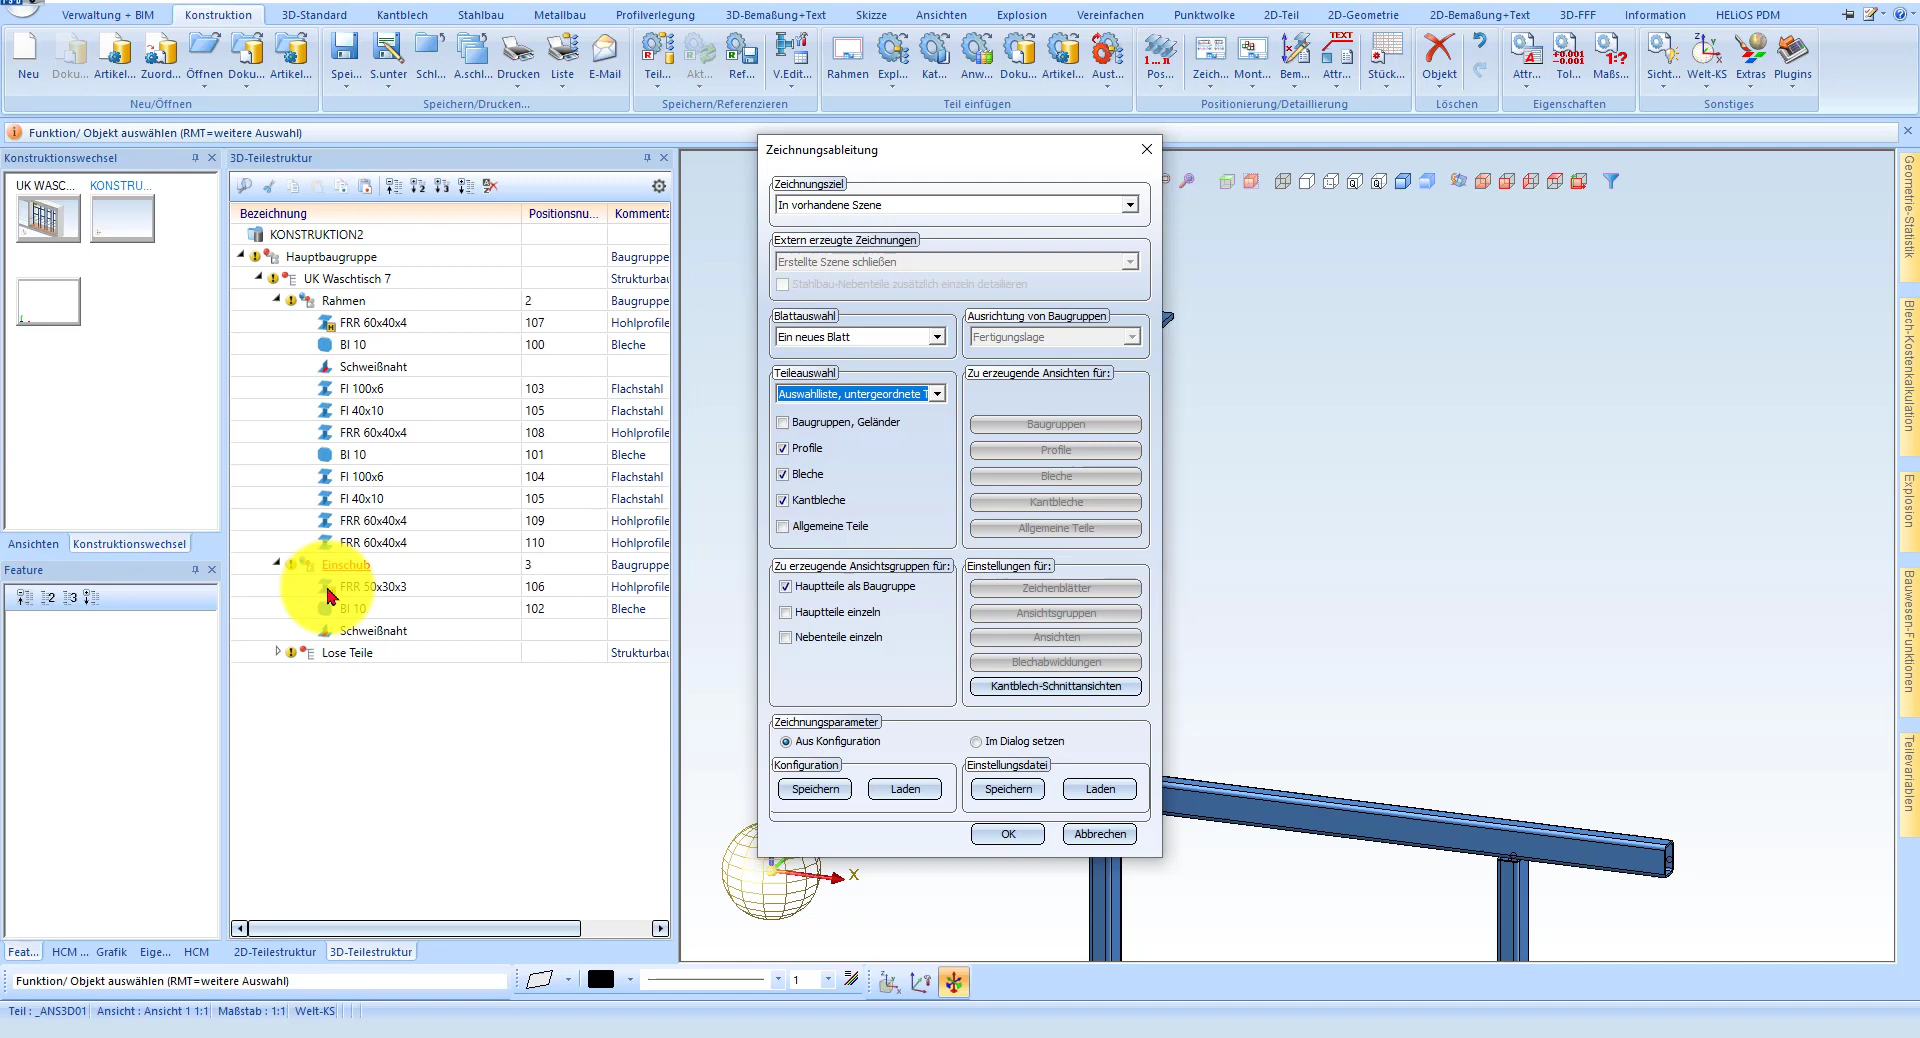 Verwaltung + BIM Konstruktion 3D-Standard Kantblech Stahlbau Metallbau Profilverlegung 3D-Bemaßung+Text Skizze Ansichten Explosion Vereinfachen Punktwolke 2D-Teil 2D-Geometrie 2D-Bemaßung+Text 3D-FFF Information HELiOS PDM
Neu Doku... Artikel... Zuord... Öffnen Doku... Artikel... Spei... S.unter Schl... A.schl... Drucken Liste E-Mail Teil... Akt... Ref... V.Edit... Rahmen Expl... Kat... Anw... Doku... Artikel... Aust... Pos... Zeich... Mont... Bem... Attr... Stück... Objekt Attr... Tol... Maß... Sicht... Welt-KS Extras Plugins
Neu/Öffnen Speichern/Drucken... Speichern/Referenzieren Teil einfügen Positionierung/Detaillierung Löschen Eigenschaften Sonstiges
Funktion/ Objekt auswählen (RMT=weitere Auswahl)
Konstruktionswechsel
UK WASC... KONSTRU...
Ansichten Konstruktionswechsel
Feature
Feat... HCM ... Grafik Eige... HCM
3D-Teilestruktur
Bezeichnung Positionsnu... Kommenta
KONSTRUKTION2
Hauptbaugruppe Baugruppe
UK Waschtisch 7 Strukturbau
Rahmen 2 Baugruppe
FRR 60x40x4 107 Hohlprofile
Bl 10 100 Bleche
Schweißnaht
Fl 100x6 103 Flachstahl
Fl 40x10 105 Flachstahl
FRR 60x40x4 108 Hohlprofile
Bl 10 101 Bleche
Fl 100x6 104 Flachstahl
Fl 40x10 105 Flachstahl
FRR 60x40x4 109 Hohlprofile
FRR 60x40x4 110 Hohlprofile
Einschub 3 Baugruppe
FRR 50x30x3 106 Hohlprofile
Bl 10 102 Bleche
Schweißnaht
Lose Teile Strukturbau
2D-Teilestruktur 3D-Teilestruktur
Zeichnungsableitung
Zeichnungsziel
In vorhandene Szene
Extern erzeugte Zeichnungen
Erstellte Szene schließen
Stahlbau-Nebenteile zusätzlich einzeln detailieren
Blattauswahl
Ein neues Blatt
Ausrichtung von Baugruppen
Fertigungslage
Teileauswahl
Auswahlliste, untergeordnete T
Baugruppen, Geländer
Profile
Bleche
Kantbleche
Allgemeine Teile
Zu erzeugende Ansichten für:
Baugruppen
Profile
Bleche
Kantbleche
Allgemeine Teile
Zu erzeugende Ansichtsgruppen für:
Hauptteile als Baugruppe
Hauptteile einzeln
Nebenteile einzeln
Einstellungen für:
Zeichenblätter
Ansichtsgruppen
Ansichten
Blechabwicklungen
Kantblech-Schnittansichten
Zeichnungsparameter
Aus Konfiguration Im Dialog setzen
Konfiguration Einstellungsdatei
Speichern Laden Speichern Laden
OK Abbrechen
X
Geometrie-Statistik
Blech-Kostenkalkulation
Explosion
Bauwesen-Funktionen
Teilevariablen
Funktion/ Objekt auswählen (RMT=weitere Auswahl) 1
Teil : _ANS3D01 Ansicht : Ansicht 1 1:1 Maßstab : 1:1 Welt-KS